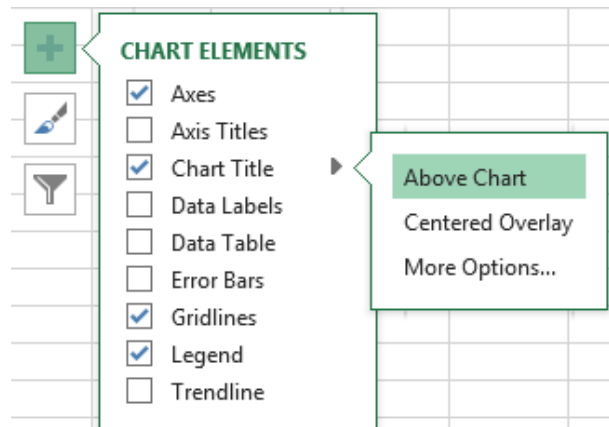 CHART ELEMENTS
Axes
Axis Titles
Chart Title
Data Labels
Data Table
Error Bars
Gridlines
Legend
Trendline
Above Chart
Centered Overlay
More Options...